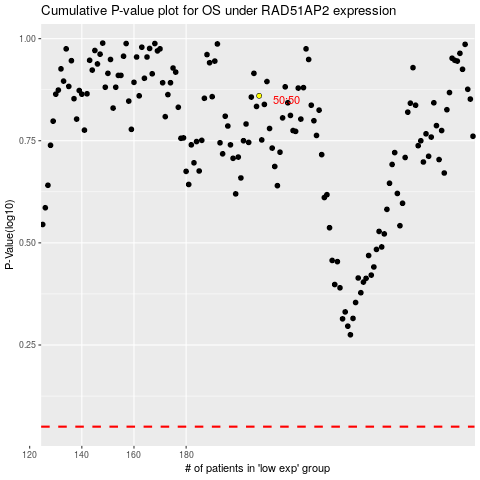 Cumulative P-value plot for OS under RAD51AP2 expression
P-Value(log10)
1.00
0.75
0.50
0.25
50:50
120 140 160 180
# of patients in 'low exp' group